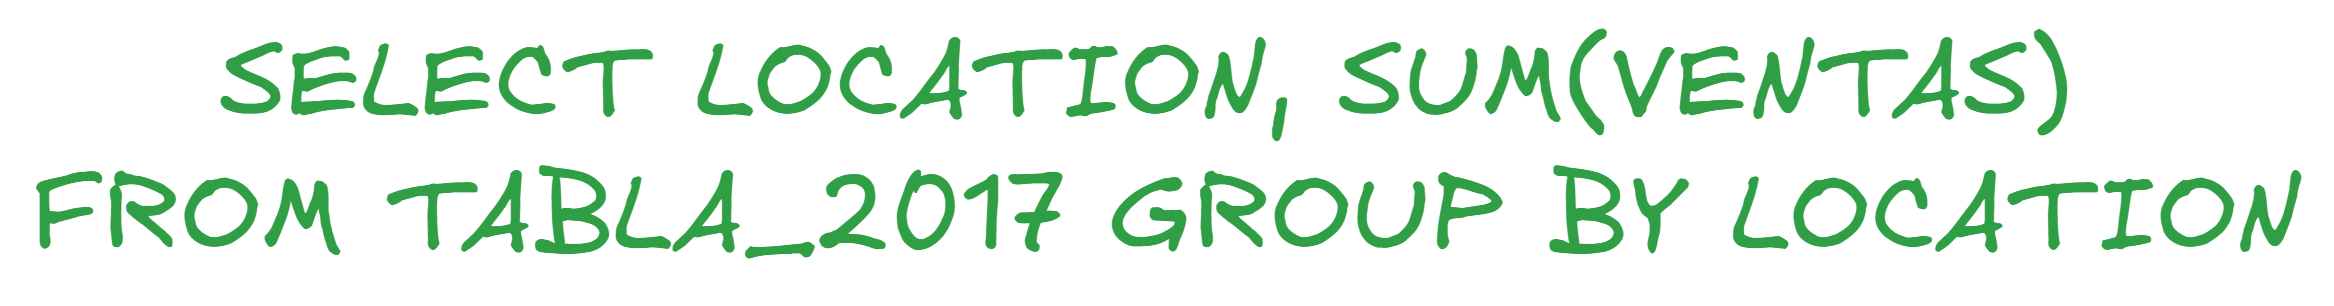 SELECT LOCATION, SUM(VENTAS)
FROM TABLA_2017 GROUP BY LOCATION